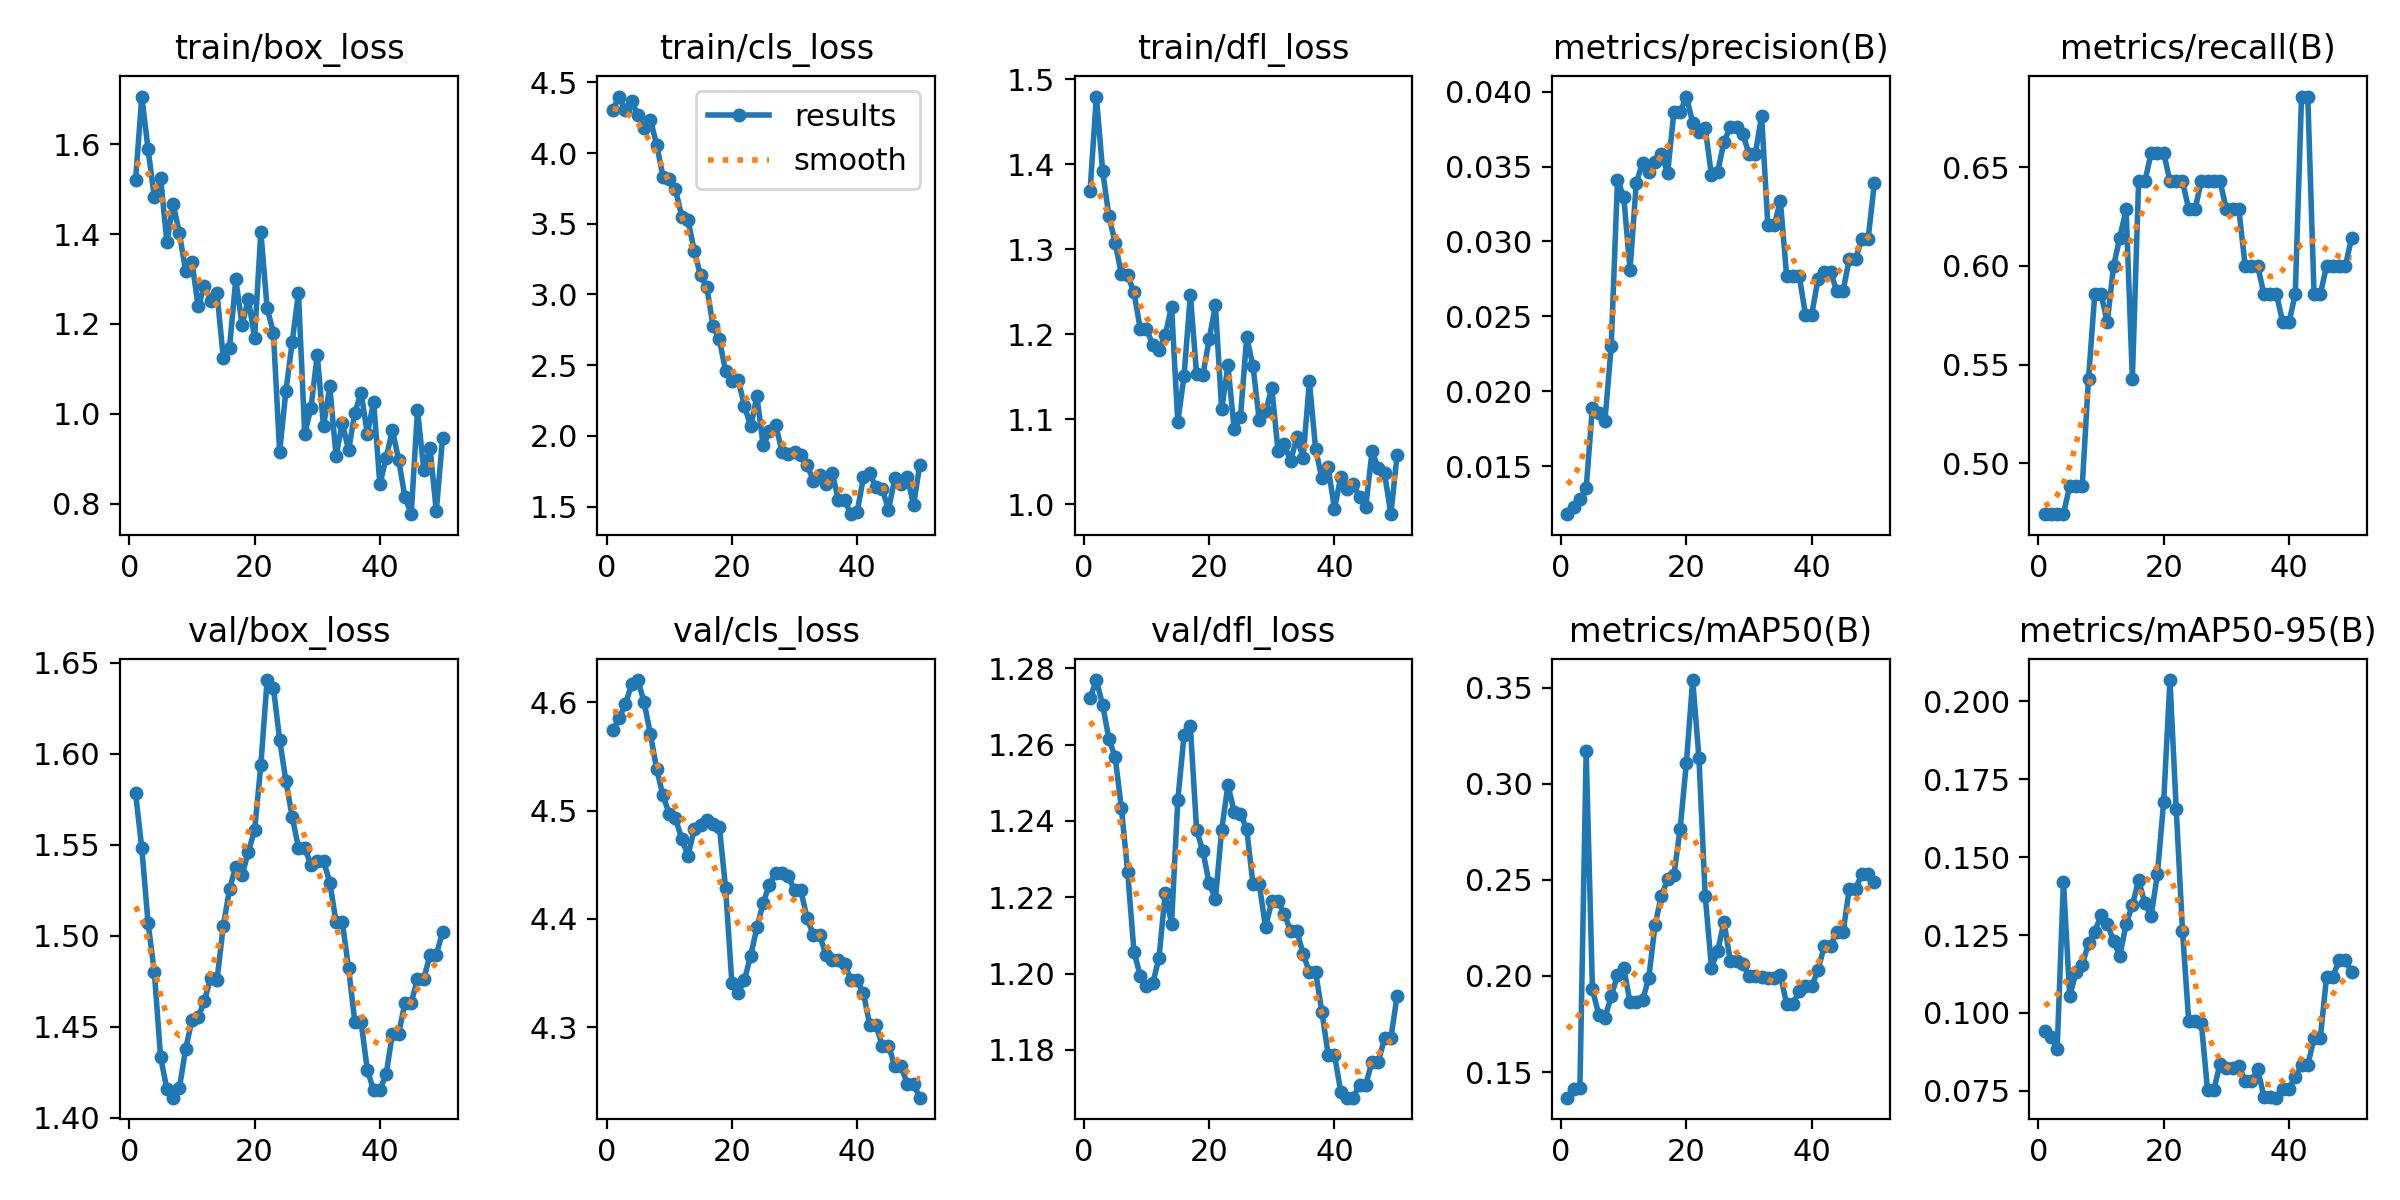 train/box_loss
1.6
1.4
1.2
1.0
0.8
0 20 40
train/cls_loss
results
smooth
4.5
4.0
3.5
3.0
2.5
2.0
1.5
0 20 40
train/dfl_loss
1.5
1.4
1.3
1.2
1.1
1.0
0 20 40
metrics/precision(B)
0.040
0.035
0.030
0.025
0.020
0.015
0 20 40
metrics/recall(B)
0.65
0.60
0.55
0.50
0 20 40
val/box_loss
1.65
1.60
1.55
1.50
1.45
1.40
0 20 40
val/cls_loss
4.6
4.5
4.4
4.3
0 20 40
val/dfl_loss
1.28
1.26
1.24
1.22
1.20
1.18
0 20 40
metrics/mAP50(B)
0.35
0.30
0.25
0.20
0.15
0 20 40
metrics/mAP50-95(B)
0.200
0.175
0.150
0.125
0.100
0.075
0 20 40